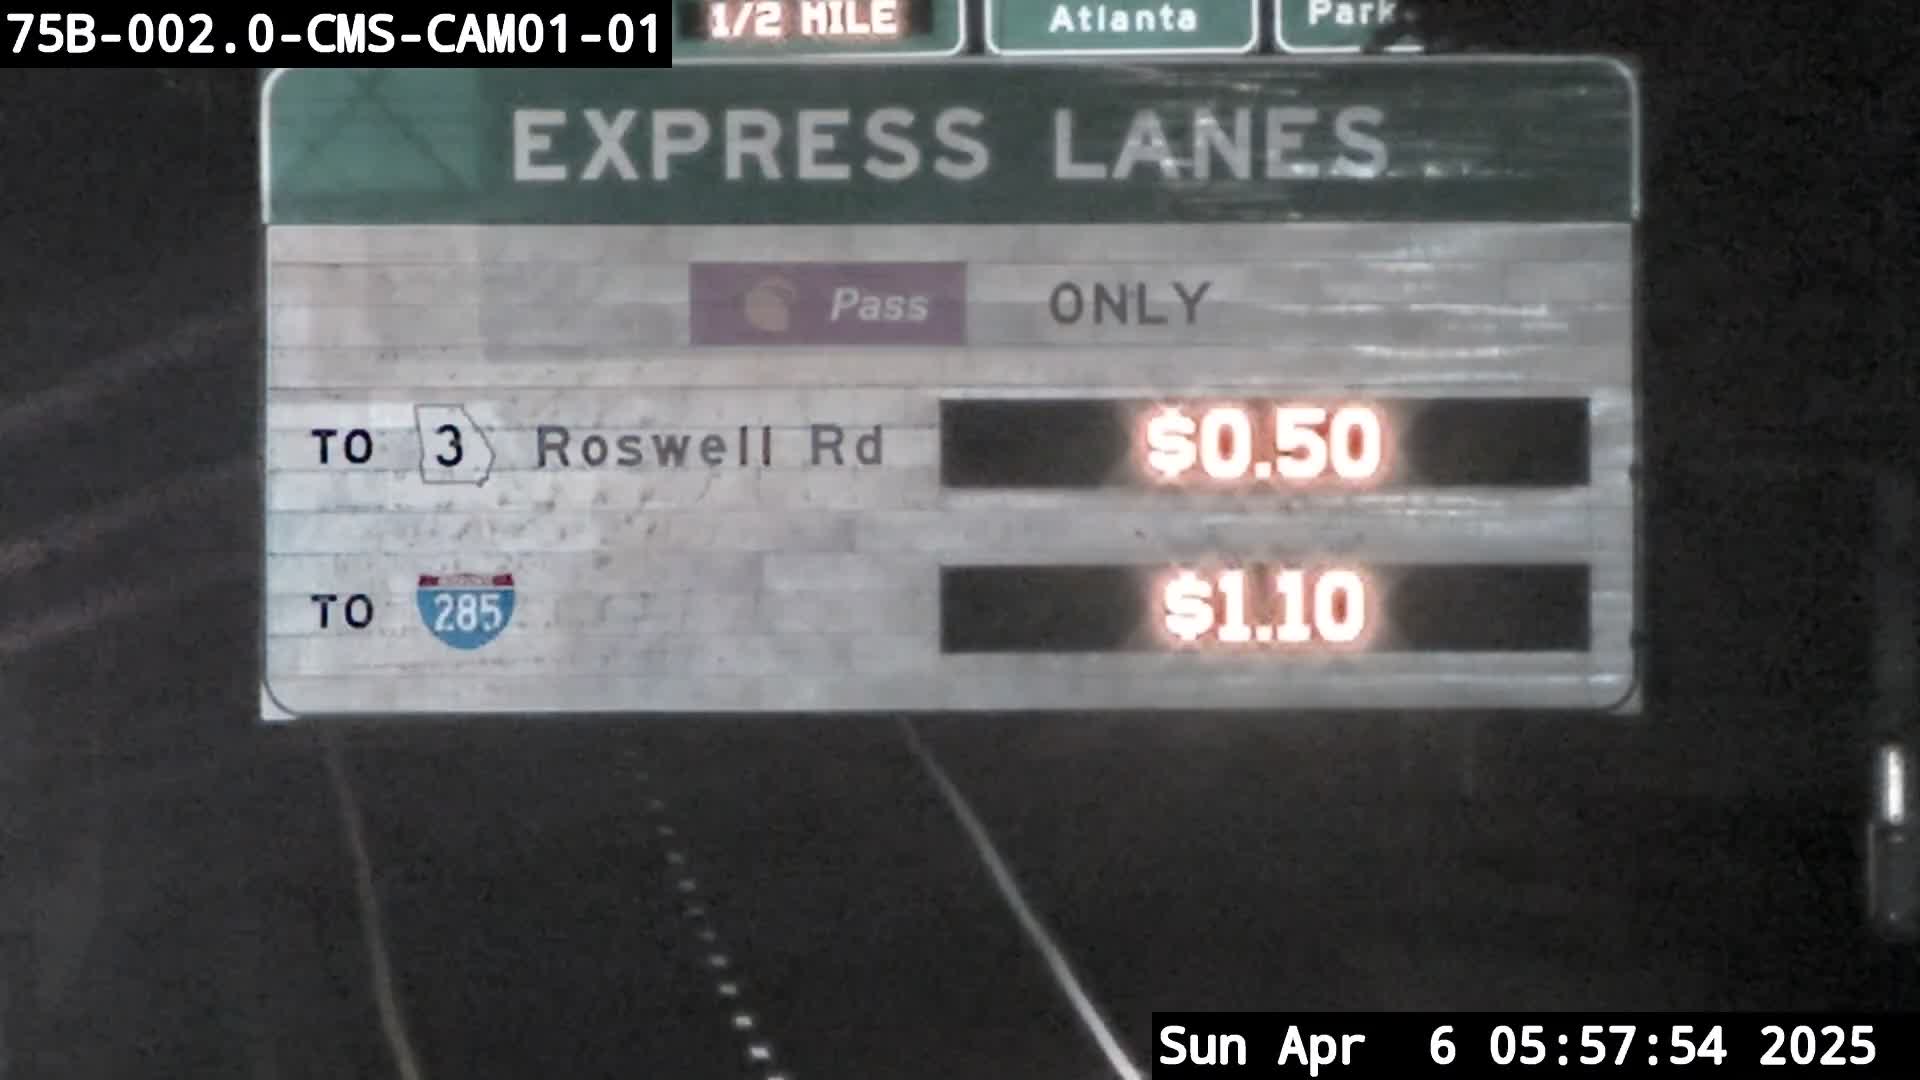 75B-002.0-CMS-CAM01-01
1/2 MILE
Atlanta
Park
EXPRESS LANES
Pass ONLY
TO 3 Roswell Rd $0.50
TO 285 $1.10
Sun Apr 6 05:57:54 2025